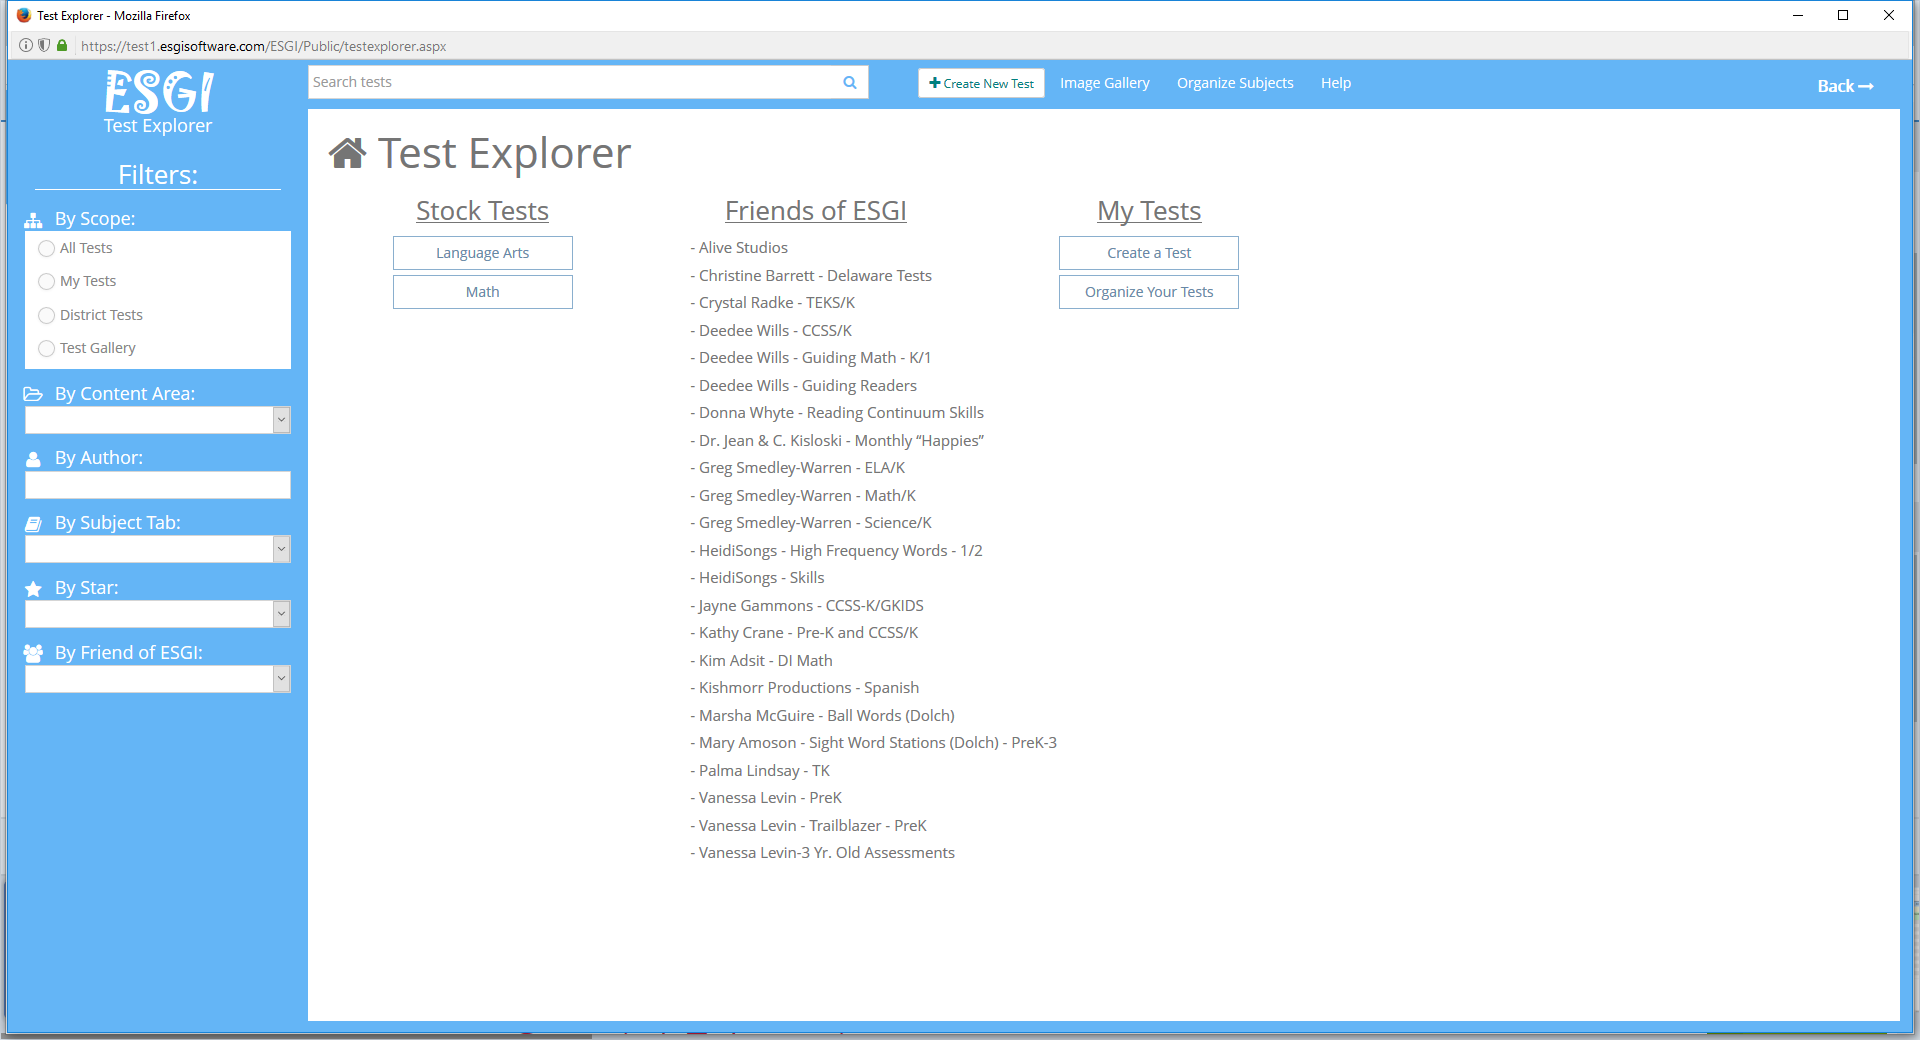 Test Explorer - Mozilla Firefox
https://test1.esgisoftware.com/ESGI/Public/testexplorer.aspx
ESGI
Test Explorer
Search tests
Create New Test
Image Gallery
Organize Subjects
Help
Back
Filters:
By Scope:
All Tests
My Tests
District Tests
Test Gallery
By Content Area:
By Author:
By Subject Tab:
By Star:
By Friend of ESGI:
Test Explorer
Stock Tests
Language Arts
Math
Friends of ESGI
- Alive Studios
- Christine Barrett - Delaware Tests
- Crystal Radke - TEKS/K
- Deedee Wills - CCSS/K
- Deedee Wills - Guiding Math - K/1
- Deedee Wills - Guiding Readers
- Donna Whyte - Reading Continuum Skills
- Dr. Jean & C. Kisloski - Monthly “Happies”
- Greg Smedley-Warren - ELA/K
- Greg Smedley-Warren - Math/K
- Greg Smedley-Warren - Science/K
- HeidiSongs - High Frequency Words - 1/2
- HeidiSongs - Skills
- Jayne Gammons - CCSS-K/GKIDS
- Kathy Crane - Pre-K and CCSS/K
- Kim Adsit - DI Math
- Kishmorr Productions - Spanish
- Marsha McGuire - Ball Words (Dolch)
- Mary Amoson - Sight Word Stations (Dolch) - PreK-3
- Palma Lindsay - TK
- Vanessa Levin - PreK
- Vanessa Levin - Trailblazer - PreK
- Vanessa Levin-3 Yr. Old Assessments
My Tests
Create a Test
Organize Your Tests